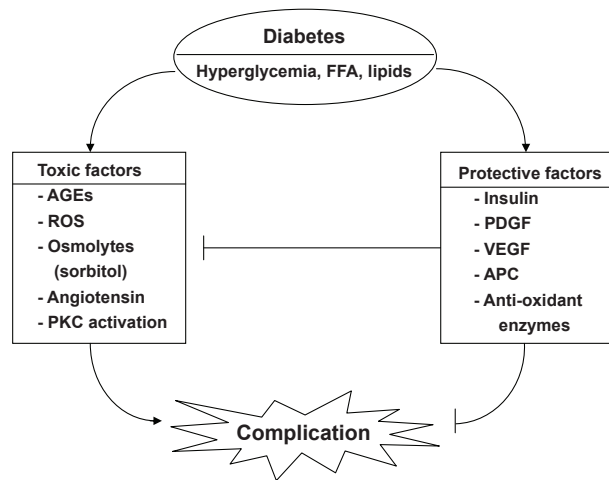 Diabetes
Hyperglycemia, FFA, lipids
Toxic factors
- AGEs
- ROS
- Osmolytes
(sorbitol)
- Angiotensin
- PKC activation
Protective factors
- Insulin
- PDGF
- VEGF
- APC
- Anti-oxidant
enzymes
Complication